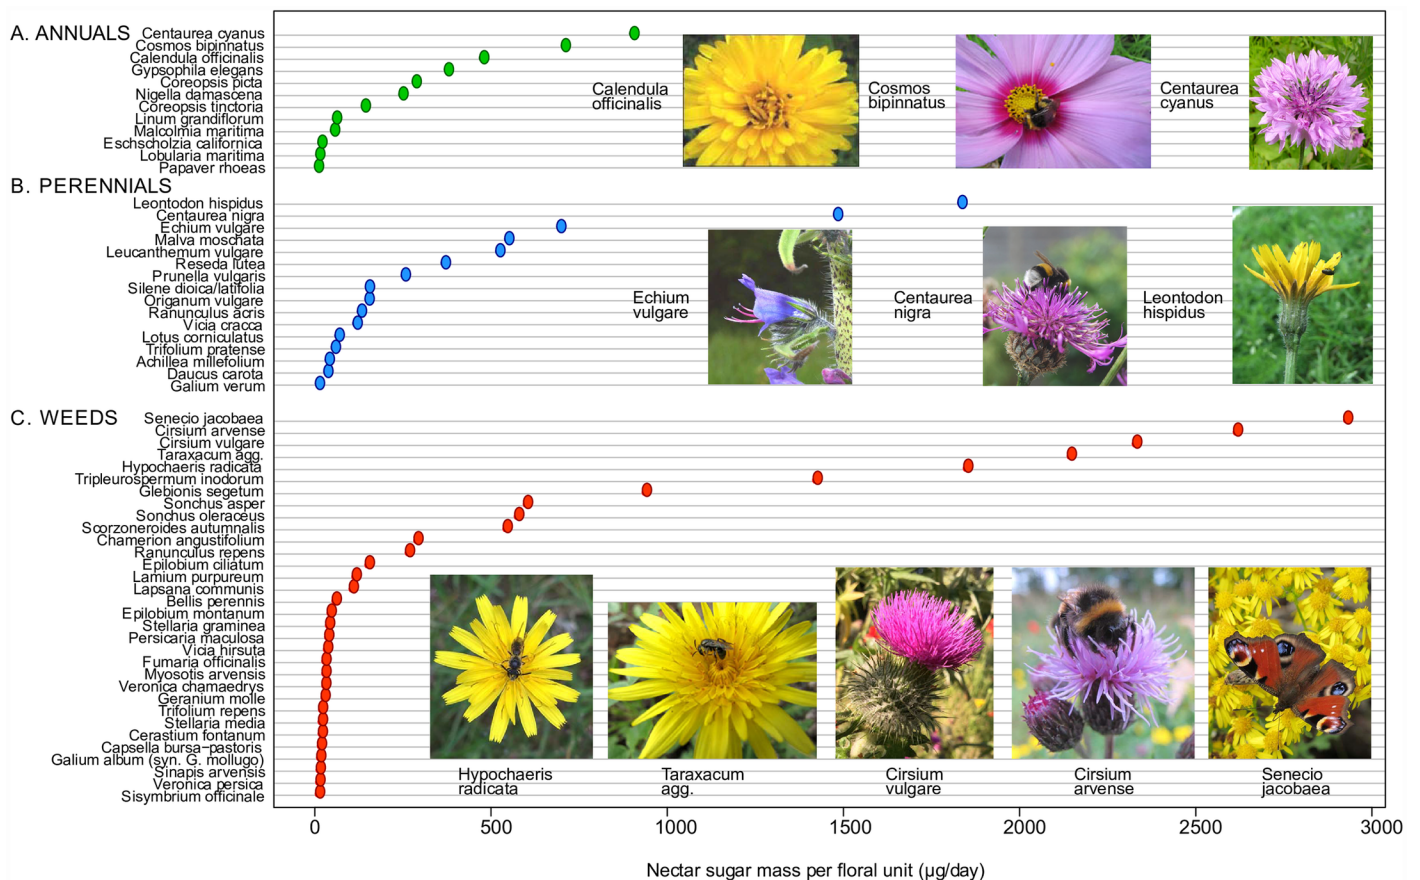 A. ANNUALS
Centaurea cyanus
Cosmos bipinnatus
Calendula officinalis
Gypsophila elegans
Coreopsis picta
Nigella damascena
Coreopsis tinctoria
Linum grandiflorum
Malcolmia maritima
Eschscholzia californica
Lobularia maritima
Papaver rhoeas
Calendula
officinalis
Cosmos
bipinnatus
Centaurea
cyanus
B. PERENNIALS
Leontodon hispidus
Centaurea nigra
Echium vulgare
Malva moschata
Leucanthemum vulgare
Reseda lutea
Prunella vulgaris
Silene dioica/latifolia
Origanum vulgare
Ranunculus acris
Vicia cracca
Lotus corniculatus
Trifolium pratense
Achillea millefolium
Daucus carota
Galium verum
Echium
vulgare
Centaurea
nigra
Leontodon
hispidus
C. WEEDS
Senecio jacobaea
Cirsium arvense
Cirsium vulgare
Taraxacum agg.
Hypochaeris radicata
Tripleurospermum inodorum
Glebionis segetum
Sonchus asper
Sonchus oleraceus
Scorzoneroides autumnalis
Chamerion angustifolium
Ranunculus repens
Epilobium ciliatum
Lamium purpureum
Lapsana communis
Bellis perennis
Epilobium montanum
Stellaria graminea
Persicaria maculosa
Vicia hirsuta
Fumaria officinalis
Myosotis arvensis
Veronica chamaedrys
Geranium molle
Trifolium repens
Stellaria media
Cerastium fontanum
Capsella bursa−pastoris
Galium album (syn. G. mollugo)
Sinapis arvensis
Veronica persica
Sisymbrium officinale
Hypochaeris
radicata
Taraxacum
agg.
Cirsium
vulgare
Cirsium
arvense
Senecio
jacobaea
0 500 1000 1500 2000 2500 3000
Nectar sugar mass per floral unit (µg/day)